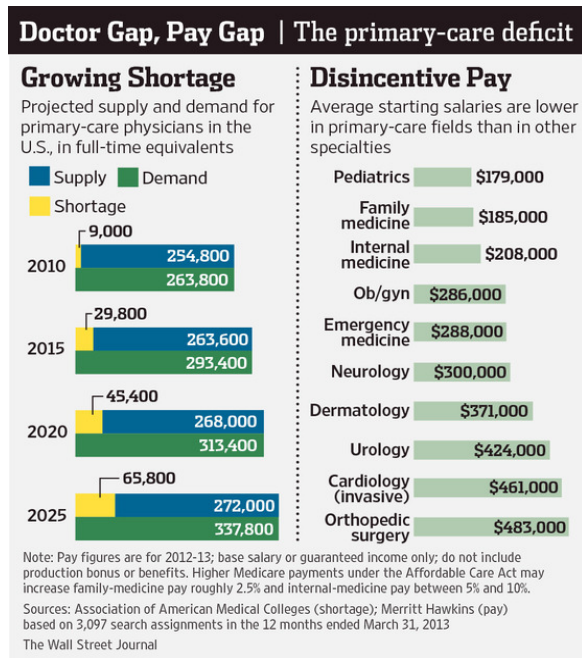 Doctor Gap, Pay Gap | The primary-care deficit
Growing Shortage
Projected supply and demand for
primary-care physicians in the
U.S., in full-time equivalents
Supply Demand
Shortage
9,000
2010
254,800
263,800
29,800
2015
263,600
293,400
45,400
2020
268,000
313,400
65,800
2025
272,000
337,800
Disincentive Pay
Average starting salaries are lower
in primary-care fields than in other
specialties
Pediatrics $179,000
Family
medicine $185,000
Internal
medicine $208,000
Ob/gyn $286,000
Emergency
medicine $288,000
Neurology $300,000
Dermatology $371,000
Urology $424,000
Cardiology
(invasive) $461,000
Orthopedic
surgery $483,000
Note: Pay figures are for 2012-13; base salary or guaranteed income only; do not include
production bonus or benefits. Higher Medicare payments under the Affordable Care Act may
increase family-medicine pay roughly 2.5% and internal-medicine pay between 5% and 10%.
Sources: Association of American Medical Colleges (shortage); Merritt Hawkins (pay)
based on 3,097 search assignments in the 12 months ended March 31, 2013
The Wall Street Journal